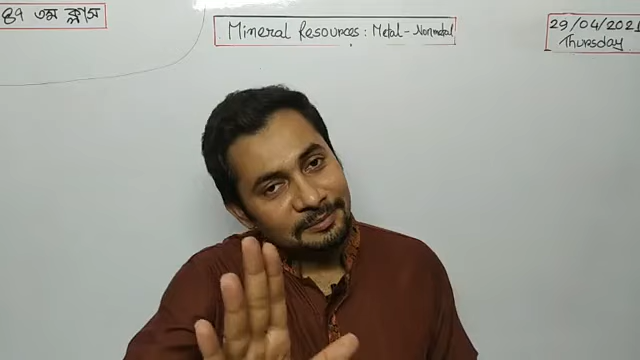 ৪৭ তম ক্লাস
Mineral Resources : Metal - Nonmetal
29/04/2021
Thursday